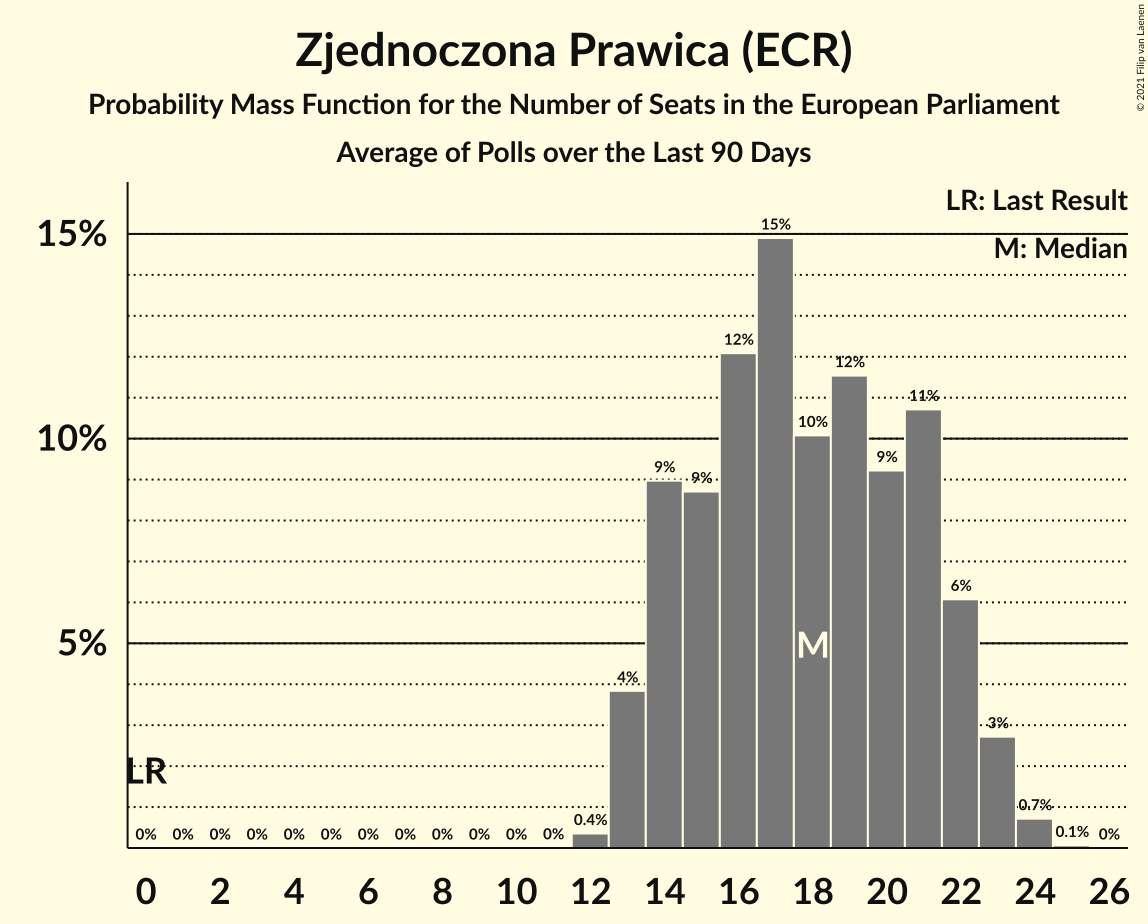 Zjednoczona Prawica (ECR)
Probability Mass Function for the Number of Seats in the European Parliament
Average of Polls over the Last 90 Days
© 2021 Filip van Laenen
LR: Last Result
M: Median
15%
10%
5%
15%
12%
12%
11%
10%
9%
9%
9%
6%
M
4%
3%
LR
0.7%
0.4%
0% 0% 0% 0% 0% 0% 0% 0% 0% 0% 0% 0% 0.1% 0%
0 2 4 6 8 10 12 14 16 18 20 22 24 26